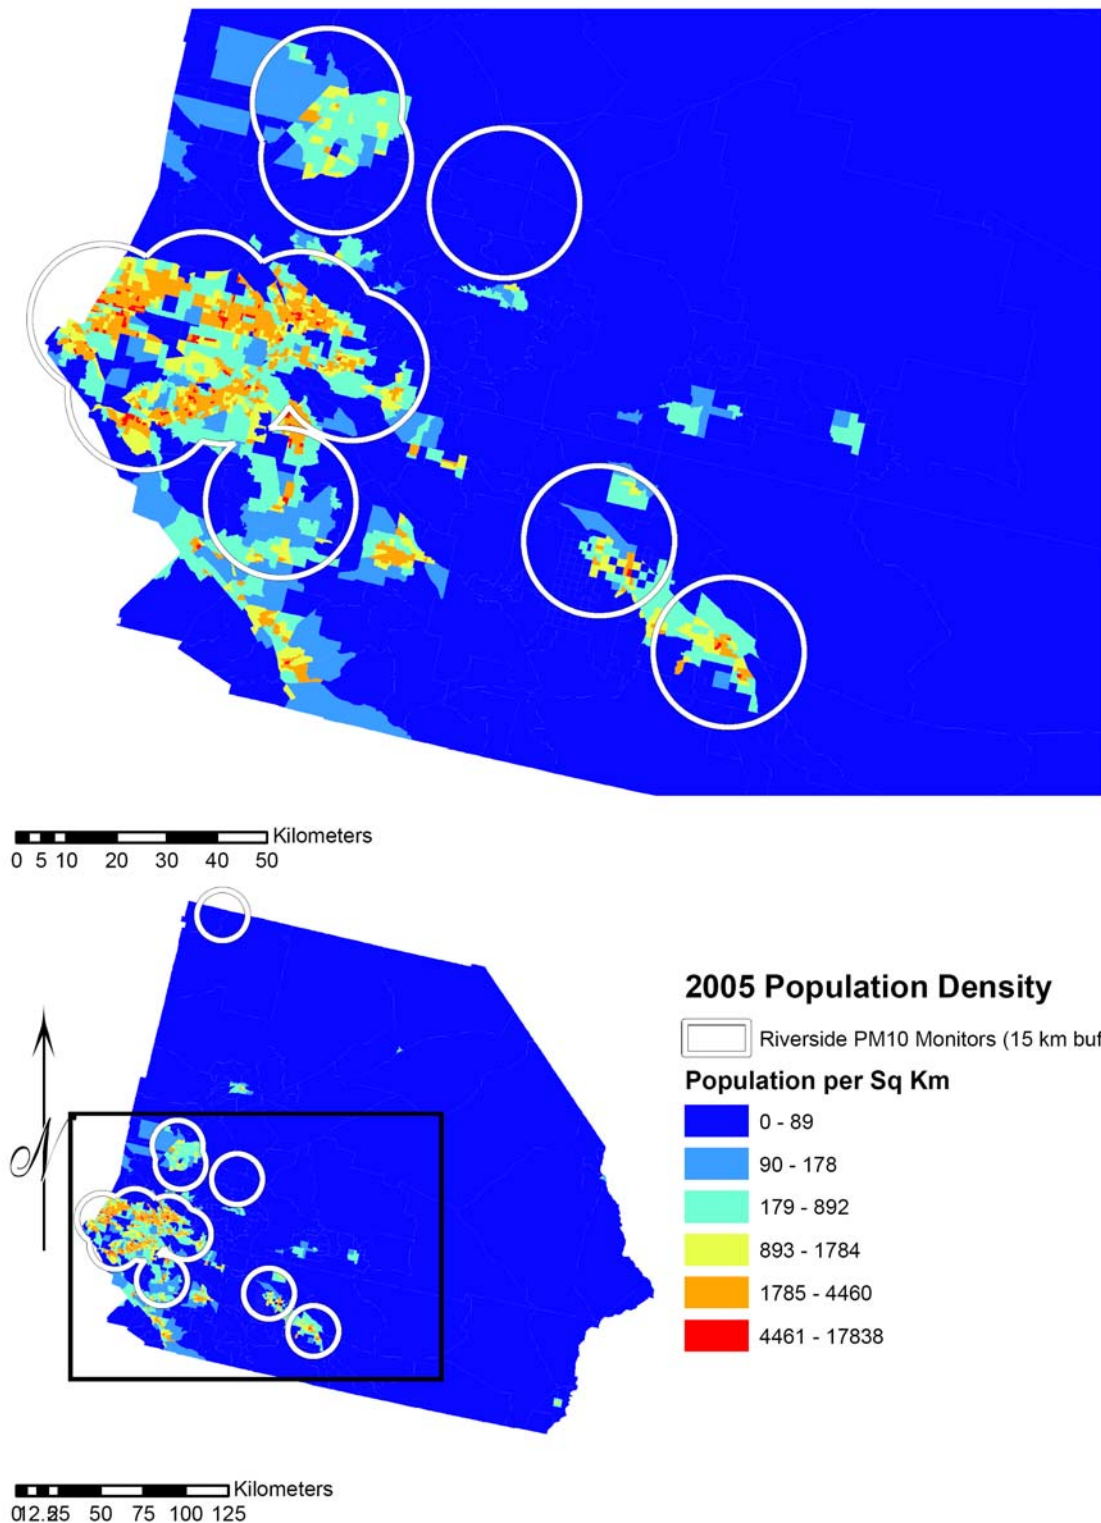 Kilometers
0 5 10 20 30 40 50
2005 Population Density
Riverside PM10 Monitors (15 km buf
Population per Sq Km
0 - 89
90 - 178
179 - 892
893 - 1784
1785 - 4460
4461 - 17838
N
Kilometers
012.525 50 75 100 125